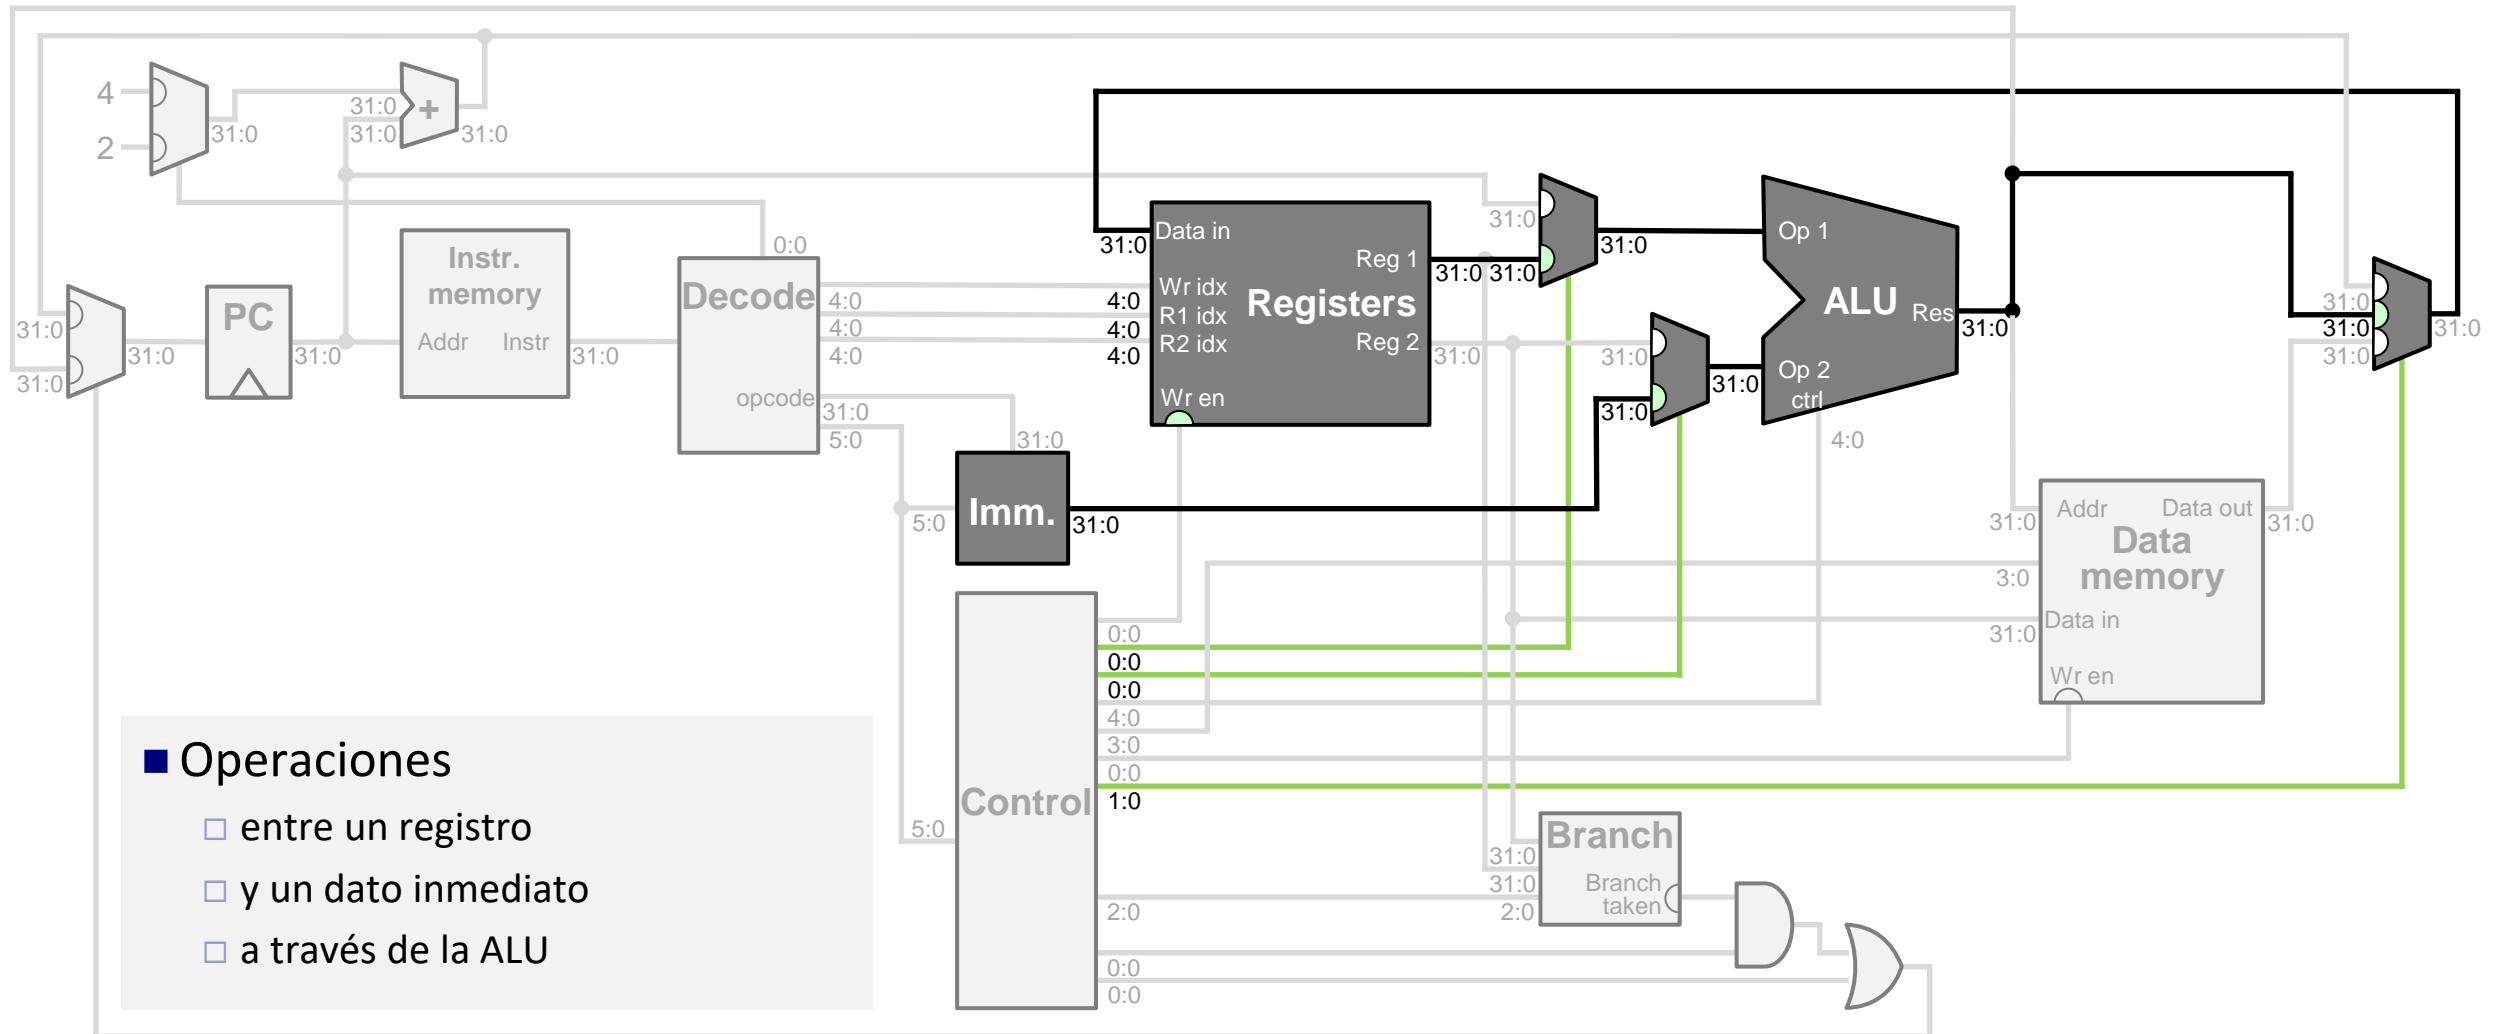 4
2
31:0
31:0
31:0
+
31:0
31:0
31:0
31:0
PC
31:0
Instr.
memory
Addr Instr
31:0
0:0
Decode
opcode
4:0
4:0
4:0
31:0
5:0
31:0
5:0
Imm.
31:0
31:0
4:0
4:0
4:0
Data in
Wr idx
R1 idx
R2 idx
Wr en
Registers
Reg 1
Reg 2
31:0
31:0
31:0
31:0
31:0
31:0
31:0
31:0
Op 1
ALU
Res
Op 2
ctrl
31:0
4:0
31:0
31:0
31:0
31:0
31:0
3:0
31:0
Addr Data out
Data
memory
Data in
Wr en
31:0
5:0
Control
0:0
0:0
0:0
4:0
3:0
0:0
1:0
2:0
0:0
0:0
31:0
31:0
2:0
Branch
Branch
taken
Operaciones
entre un registro
y un dato inmediato
a través de la ALU